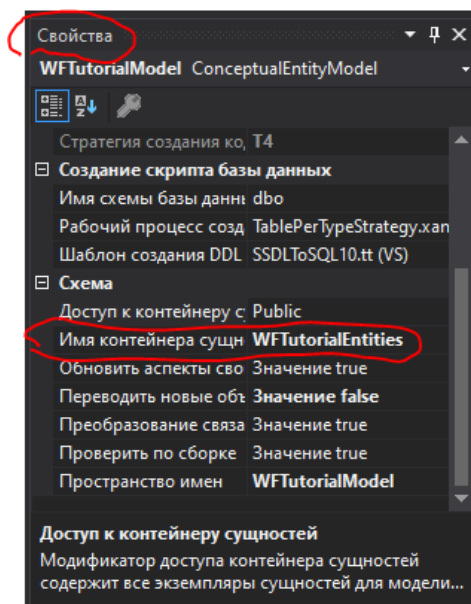 Свойства
WFTutorialModel ConceptualEntityModel
Стратегия создания ко, T4
Создание скрипта базы данных
Имя схемы базы даннь dbo
Рабочий процесс созд TablePerTypeStrategy.xan
Шаблон создания DDL SSDLToSQL10.tt (VS)
Схема
Доступ к контейнеру с Public
Имя контейнера сущн WFTutorialEntities
Обновить аспекты сво Значение true
Переводить новые объ Значение false
Преобразование связа Значение true
Проверить по сборке Значение true
Пространство имен WFTutorialModel
Доступ к контейнеру сущностей
Модификатор доступа контейнера сущностей
содержит все экземпляры сущностей для модели...